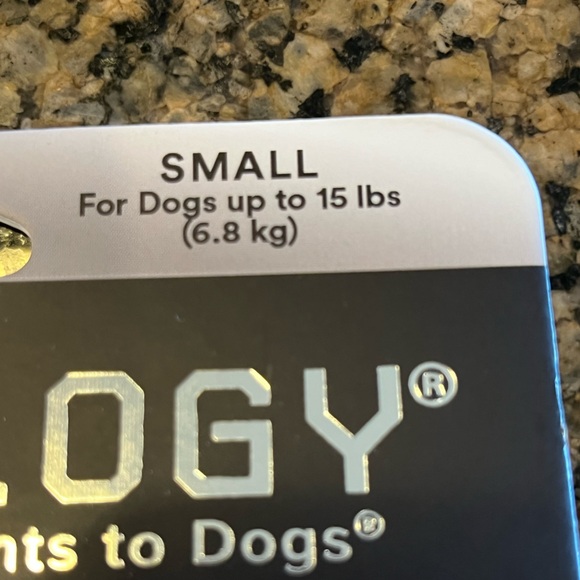 SMALL
For Dogs up to 15 lbs
(6.8 kg)
LOGY®
nts to Dogs®